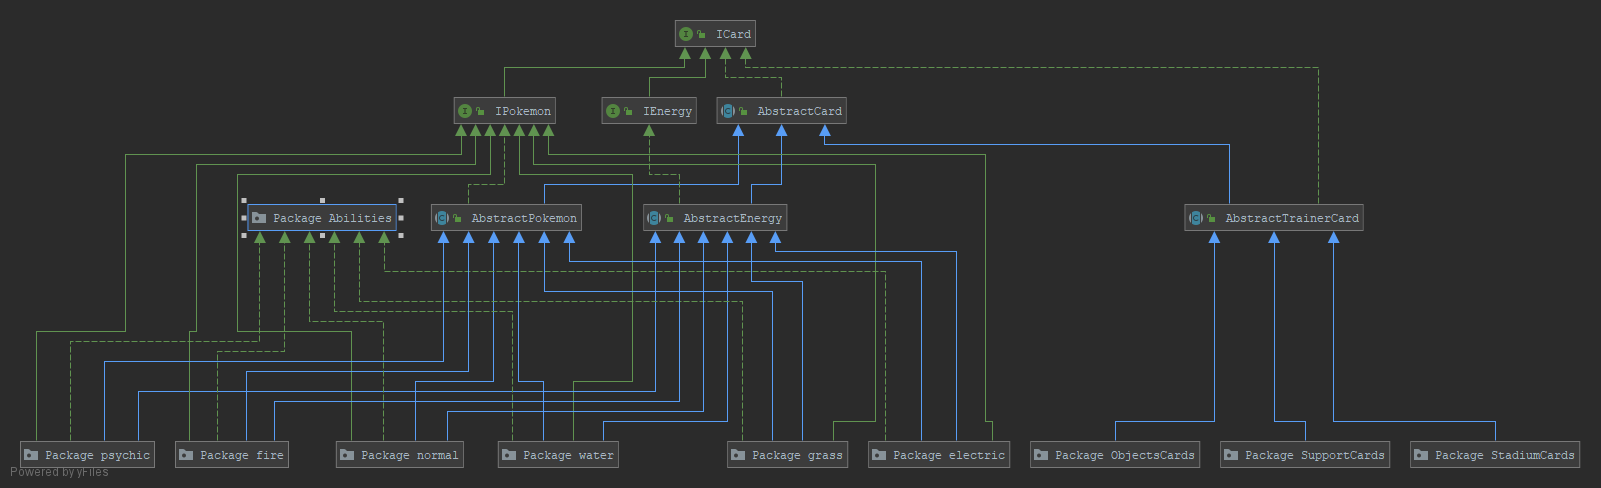 ICard
IPokemon
IEnergy
AbstractCard
Package Abilities
AbstractPokemon
AbstractEnergy
AbstractTrainerCard
Package psychic
Package fire
Package normal
Package water
Package grass
Package electric
Package ObjectsCards
Package SupportCards
Package StadiumCards
Powered by yFiles